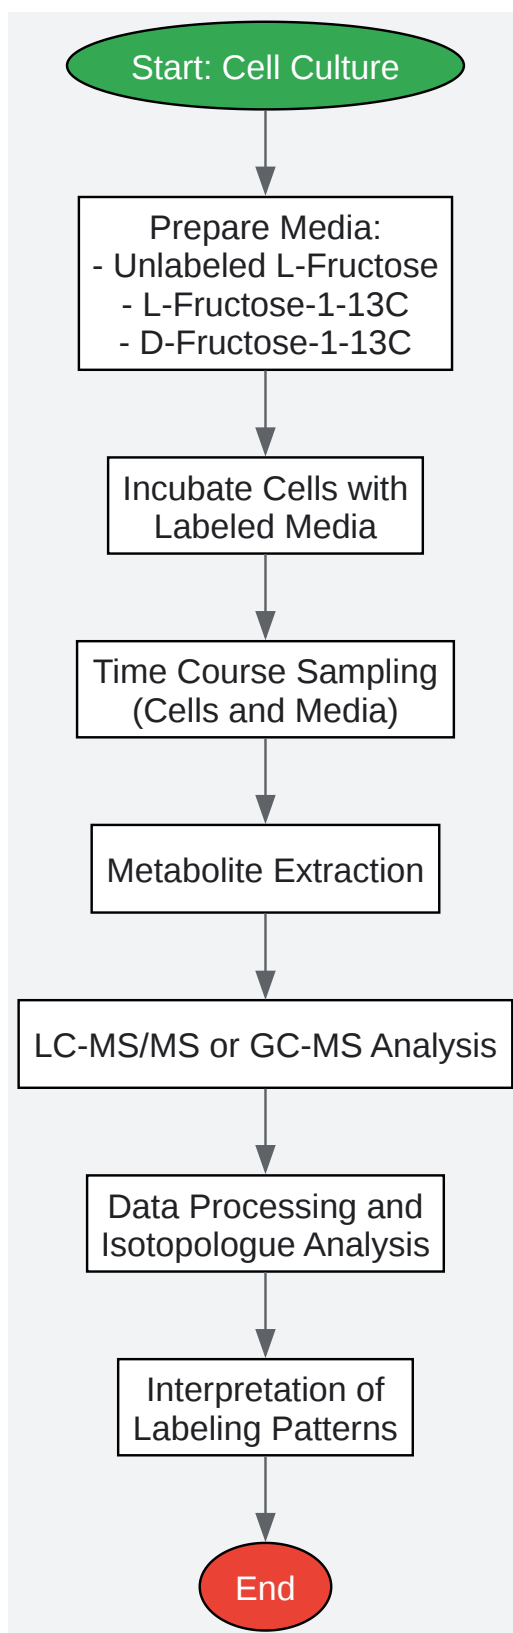 Start: Cell Culture
Prepare Media:
- Unlabeled L-Fructose
- L-Fructose-1-13C
- D-Fructose-1-13C
Incubate Cells with
Labeled Media
Time Course Sampling
(Cells and Media)
Metabolite Extraction
LC-MS/MS or GC-MS Analysis
Data Processing and
Isotopologue Analysis
Interpretation of
Labeling Patterns
End